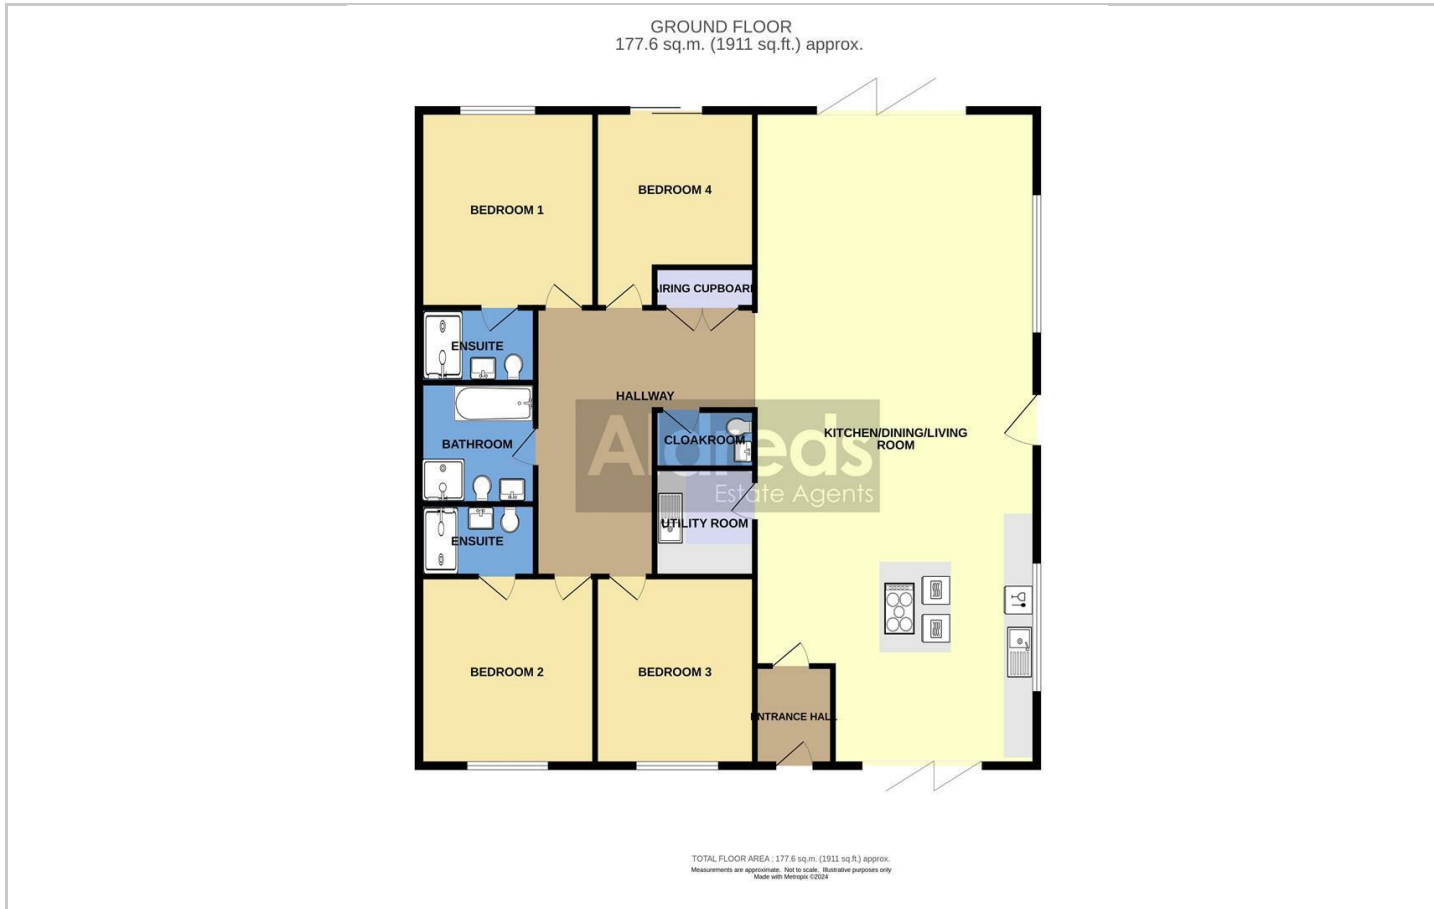 GROUND FLOOR
177.6 sq.m. (1911 sq.ft.) approx.
BEDROOM 1
BEDROOM 4
AIRING CUPBOARD
ENSUITE
HALLWAY
BATHROOM
CLOAKROOM
KITCHEN/DINING/LIVING
ROOM
Aldreds
Estate Agents
UTILITY ROOM
ENSUITE
BEDROOM 2
BEDROOM 3
ENTRANCE HALL
TOTAL FLOOR AREA : 177.6 sq.m. (1911 sq.ft.) approx.
Measurements are approximate. Not to scale. Illustrative purposes only
Made with Metropix ©2024